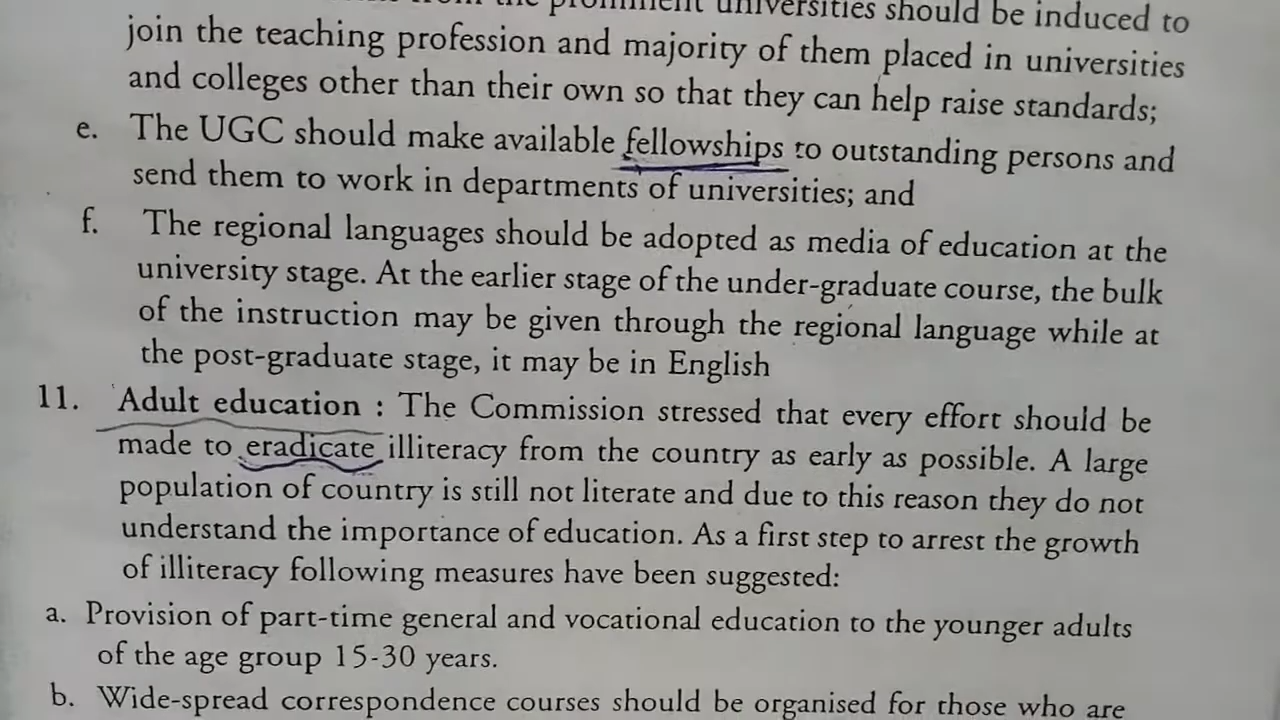 the prominent universities should be induced to
join the teaching profession and majority of them placed in universities
and colleges other than their own so that they can help raise standards;
e. The UGC should make available fellowships to outstanding persons and
send them to work in departments of universities; and
f. The regional languages should be adopted as media of education at the
university stage. At the earlier stage of the under-graduate course, the bulk
of the instruction may be given through the regional language while at
the post-graduate stage, it may be in English
11. Adult education : The Commission stressed that every effort should be
made to eradicate illiteracy from the country as early as possible. A large
population of country is still not literate and due to this reason they do not
understand the importance of education. As a first step to arrest the growth
of illiteracy following measures have been suggested:
a. Provision of part-time general and vocational education to the younger adults
of the age group 15-30 years.
b. Wide-spread correspondence courses should be organised for those who are